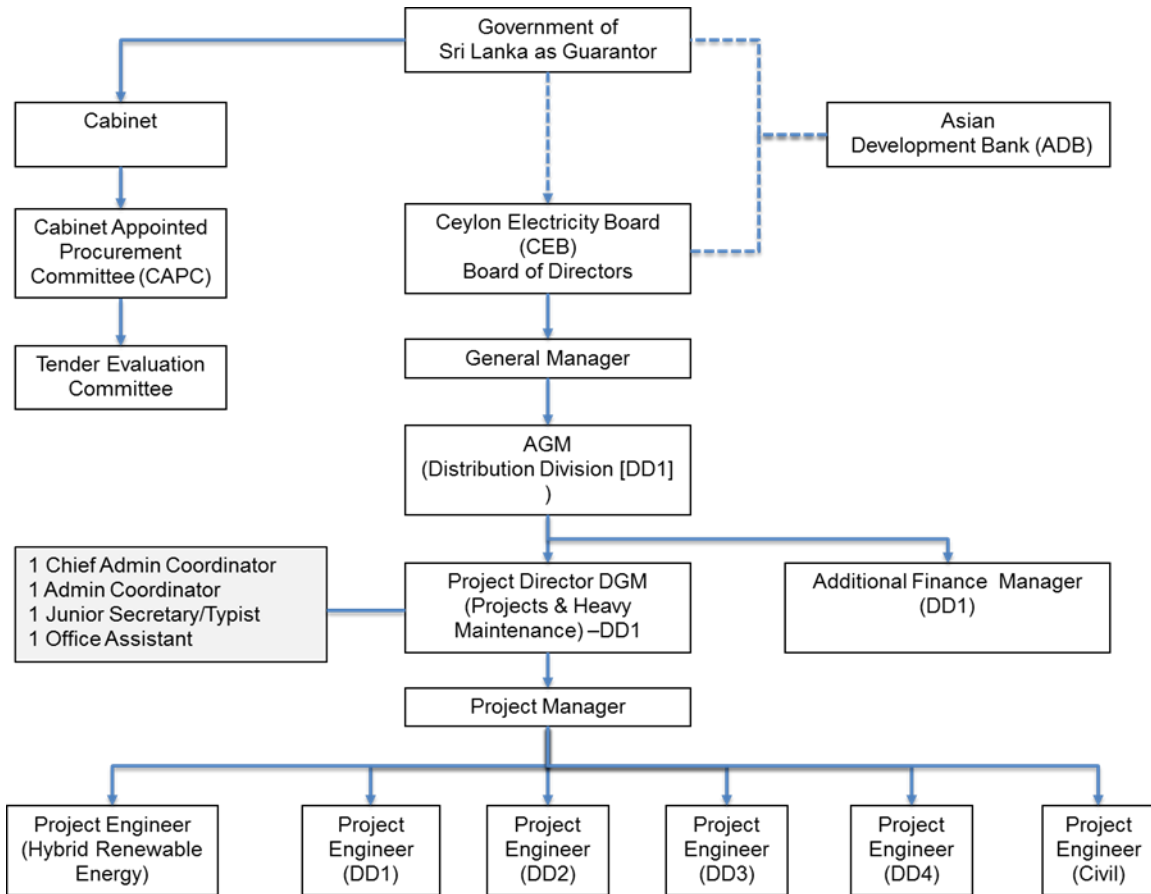 Government of
Sri Lanka as Guarantor
Cabinet
Asian
Development Bank (ADB)
Cabinet Appointed
Procurement
Committee (CAPC)
Ceylon Electricity Board
(CEB)
Board of Directors
General Manager
Tender Evaluation
Committee
AGM
(Distribution Division [DD1]
)
1 Chief Admin Coordinator
1 Admin Coordinator
1 Junior Secretary/Typist
1 Office Assistant
Project Director DGM
(Projects & Heavy
Maintenance) –DD1
Additional Finance Manager
(DD1)
Project Manager
Project Engineer
(Hybrid Renewable
Energy)
Project
Engineer
(DD1)
Project
Engineer
(DD2)
Project
Engineer
(DD3)
Project
Engineer
(DD4)
Project
Engineer
(Civil)